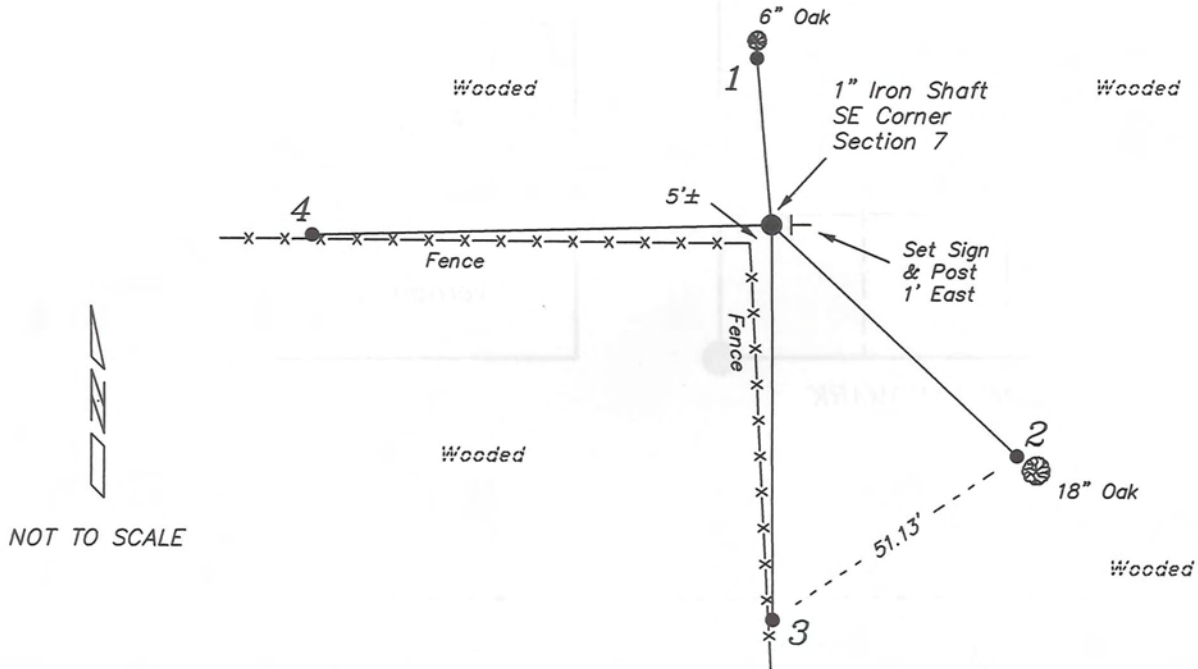 6" Oak
1
Wooded
1" Iron Shaft
SE Corner
Section 7
Wooded
4
5'±
Fence
Set Sign
& Post
1' East
Fence
N
Wooded
2
18" Oak
NOT TO SCALE
51.13'
Wooded
3